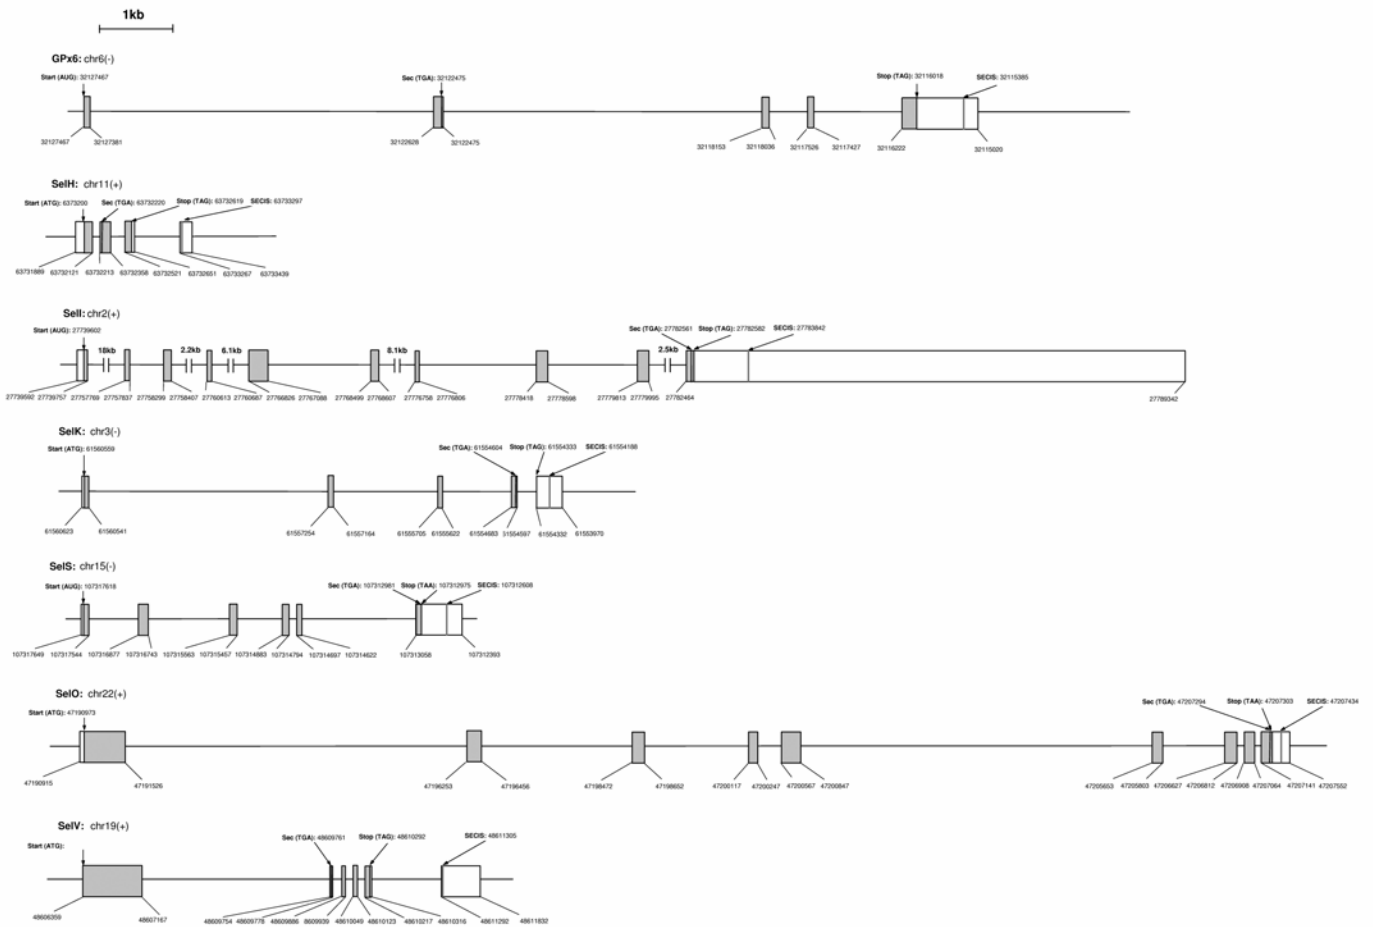 1kb
GPx6: chr6(-)
Start (AUG): 32127467 Sec (TGA): 32122475 Stop (TAG): 32116018 SECIS: 32115385
32127467 32127381 32122628 32122475 32118153 32118036 32117526 32117427 32116222 32115020
SelH: chr11(+)
Start (ATG): 6373200 Sec (TGA): 63732220 Stop (TAG): 63732619 SECIS: 63733297
63731889 63732121 63732213 63732358 63732521 63732651 63733267 63733439
SelI: chr2(+)
Start (AUG): 27739602 Sec (TGA): 27782561 Stop (TAG): 27782582 SECIS: 27783842
18kb 2.2kb 6.1kb 8.1kb 2.5kb
27739592 27739757 27757769 27757837 27758299 27758407 27760613 27760687 27766826 27767088 27768499 27768607 27776758 27776806 27778418 27778598 27779813 27779995 27782464 27789342
SelK: chr3(-)
Start (ATG): 61560559 Sec (TGA): 61554604 Stop (TAG): 61554333 SECIS: 61554188
61560623 61560541 61557254 61557164 61555705 61555622 61554683 61554597 61554332 61553970
SelS: chr15(-)
Start (AUG): 107317618 Sec (TGA): 107312981 Stop (TAA): 107312975 SECIS: 107312608
107317649 107317544 107316877 107316743 107315563 107315457 107314883 107314794 107314697 107314622 107313058 107312393
SelO: chr22(+)
Start (ATG): 47190973 Sec (TGA): 47207294 Stop (TAA): 47207303 SECIS: 47207434
47190915 47191526 47196253 47196456 47198472 47198652 47200117 47200247 47200567 47200847 47205653 47205803 47206627 47206812 47206908 47207064 47207141 47207552
SelV: chr19(+)
Start (ATG): Sec (TGA): 48609761 Stop (TAG): 48610292 SECIS: 48611305
48606359 48607167 48609754 48609778 48609886 8609939 48610049 48610123 48610217 48610316 48611292 48611832